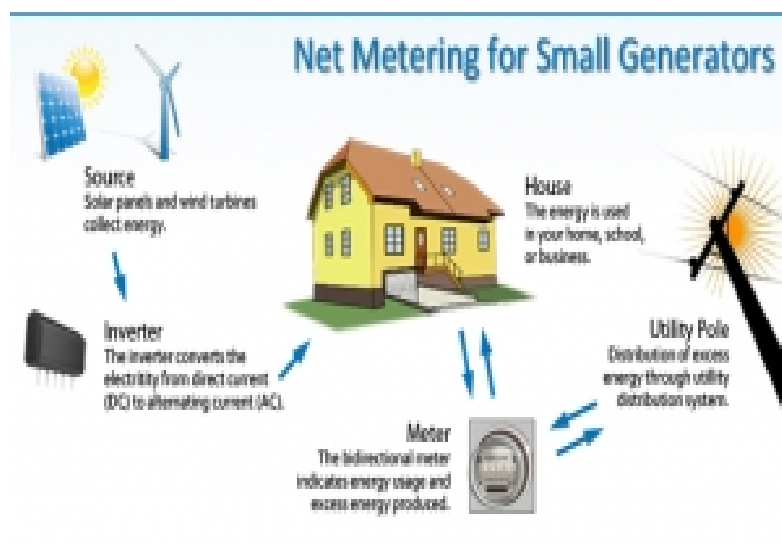 Net Metering for Small Generators
Source
Solar panels and wind turbines
collect energy.
House
The energy is used
in your home, school,
or business.
Inverter
The inverter converts the
electritity from direct current
(DC) to alternating current (AC).
Utility Pole
Distribution of excess
energy through utility
distribution system.
Meter
The bidirectional meter
indicates energy usage and
excess energy produced.